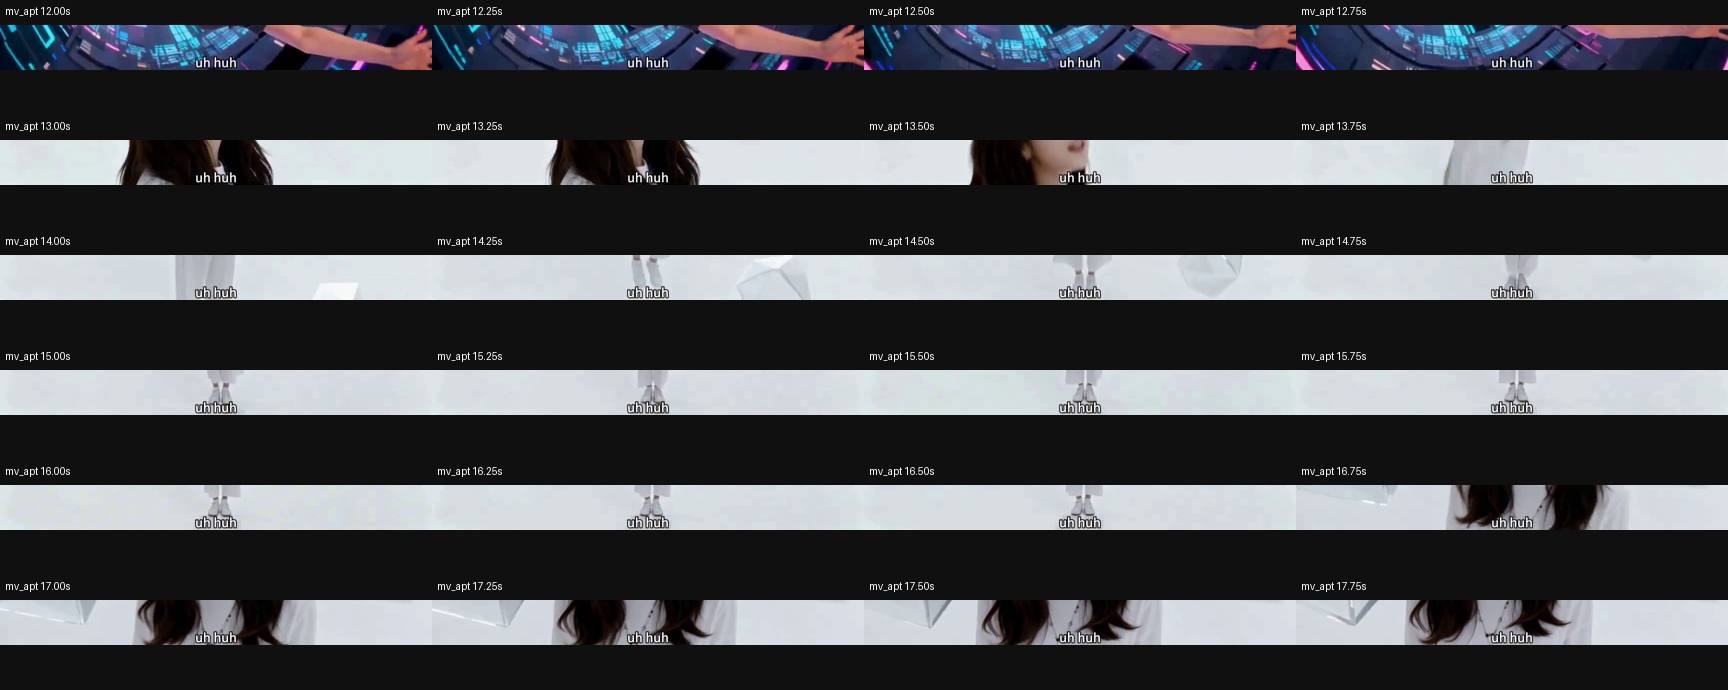 mv_apt 12.00s mv_apt 12.25s mv_apt 12.50s mv_apt 12.75s
uh huh uh huh uh huh uh huh
mv_apt 13.00s mv_apt 13.25s mv_apt 13.50s mv_apt 13.75s
uh huh uh huh uh huh uh huh
mv_apt 14.00s mv_apt 14.25s mv_apt 14.50s mv_apt 14.75s
uh huh uh huh uh huh uh huh
mv_apt 15.00s mv_apt 15.25s mv_apt 15.50s mv_apt 15.75s
uh huh uh huh uh huh uh huh
mv_apt 16.00s mv_apt 16.25s mv_apt 16.50s mv_apt 16.75s
uh huh uh huh uh huh uh huh
mv_apt 17.00s mv_apt 17.25s mv_apt 17.50s mv_apt 17.75s
uh huh uh huh uh huh uh huh